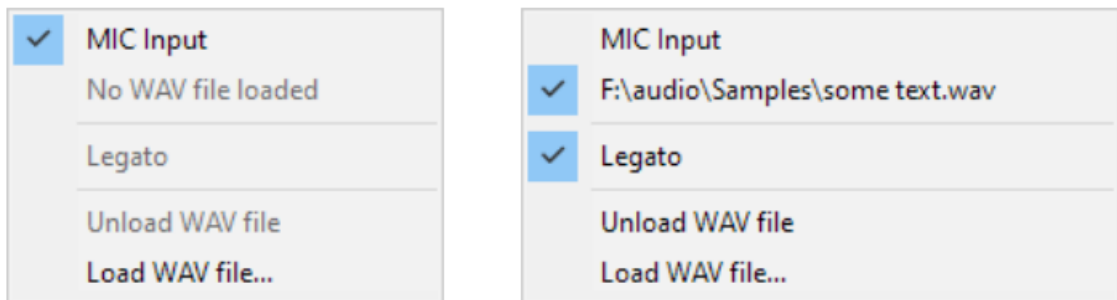 MIC Input
No WAV file loaded
Legato
Unload WAV file
Load WAV file...
MIC Input
F:\audio\Samples\some text.wav
Legato
Unload WAV file
Load WAV file...